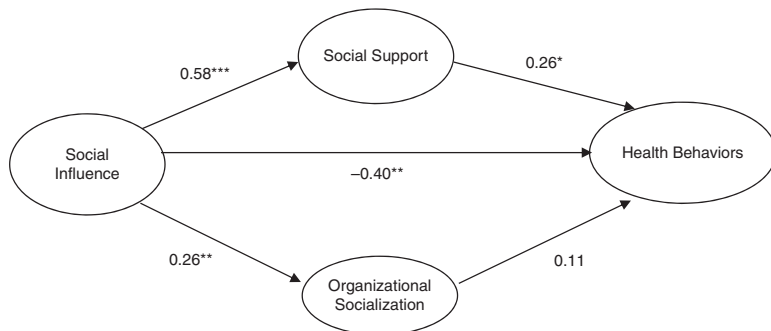 Social Support
0.58***
0.26*
Social
Influence
Health Behaviors
–0.40**
0.26**
0.11
Organizational
Socialization